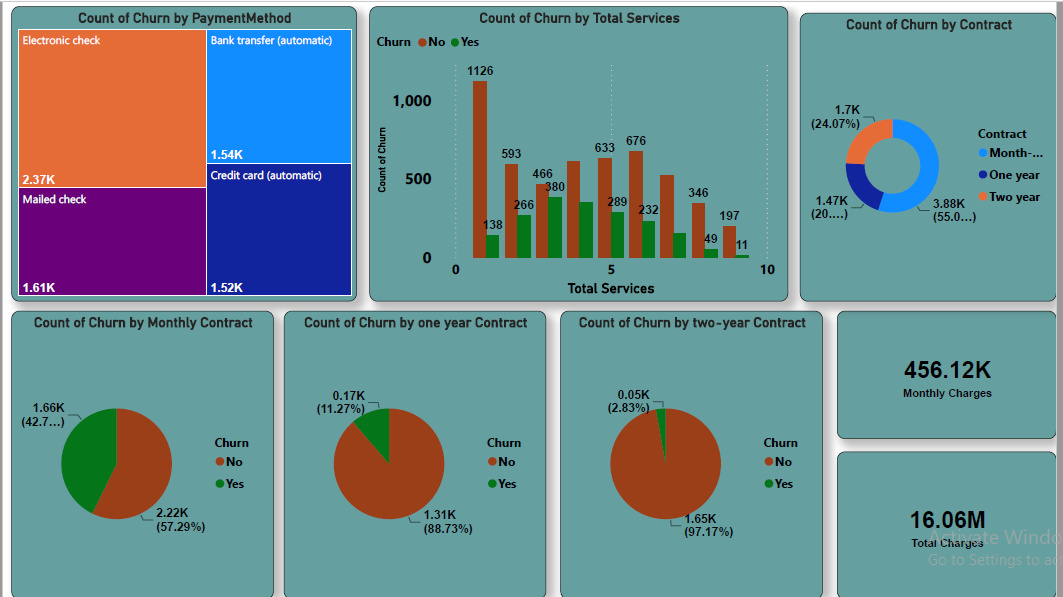 Count of Churn by PaymentMethod
Electronic check
2.37K
Bank transfer (automatic)
1.54K
Mailed check
1.61K
Credit card (automatic)
1.52K
Count of Churn by Total Services
Churn No Yes
Count of Churn
1,000
500
0
1126
138
593
266
466
380
633
289
676
232
346
49
197
11
0 5 10
Total Services
Count of Churn by Contract
1.7K
(24.07%)
1.47K
(20....)
3.88K
(55.0...)
Contract
Month-...
One year
Two year
Count of Churn by Monthly Contract
1.66K
(42.7...)
2.22K
(57.29%)
Churn
No
Yes
Count of Churn by one year Contract
0.17K
(11.27%)
1.31K
(88.73%)
Churn
No
Yes
Count of Churn by two-year Contract
0.05K
(2.83%)
1.65K
(97.17%)
Churn
No
Yes
456.12K
Monthly Charges
16.06M
Total Charges
Activate Windo
Go to Settings to ac